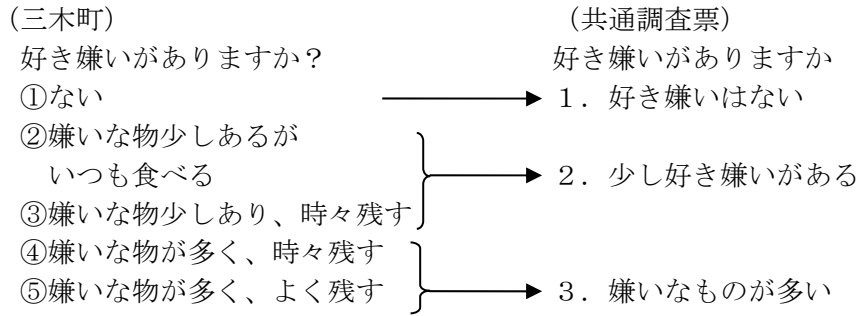 （三木町） （共通調査票）
好き嫌いがありますか？ 好き嫌いがありますか
①ない １．好き嫌いはない
②嫌いな物少しあるが
いつも食べる ２．少し好き嫌いがある
③嫌いな物少しあり、時々残す
④嫌いな物が多く、時々残す
⑤嫌いな物が多く、よく残す ３．嫌いなものが多い